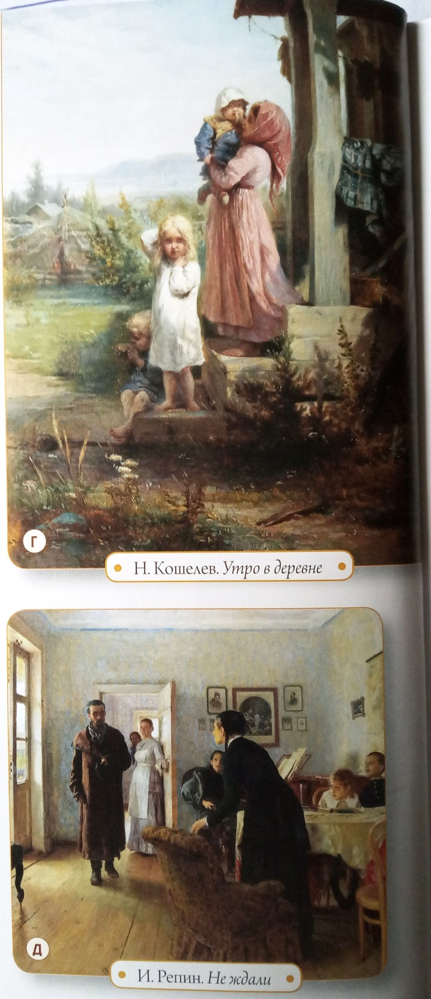 Г
Н. Кошелев. Утро в деревне
Д
И. Репин. Не ждали